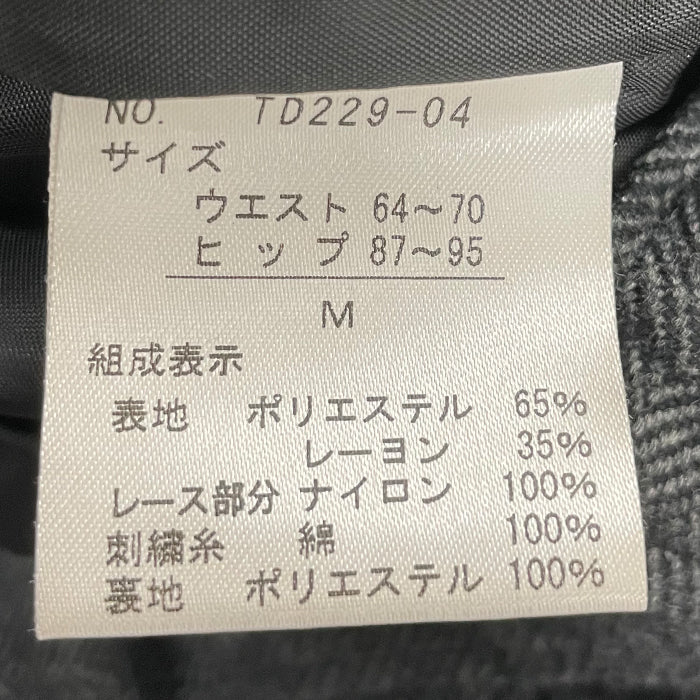 NO. TD229-04
サイズ
ウエスト 64～70
ヒップ 87～95
M
組成表示
表地 ポリエステル 65%
レーヨン 35%
レース部分 ナイロン 100%
刺繍糸 綿 100%
裏地 ポリエステル 100%